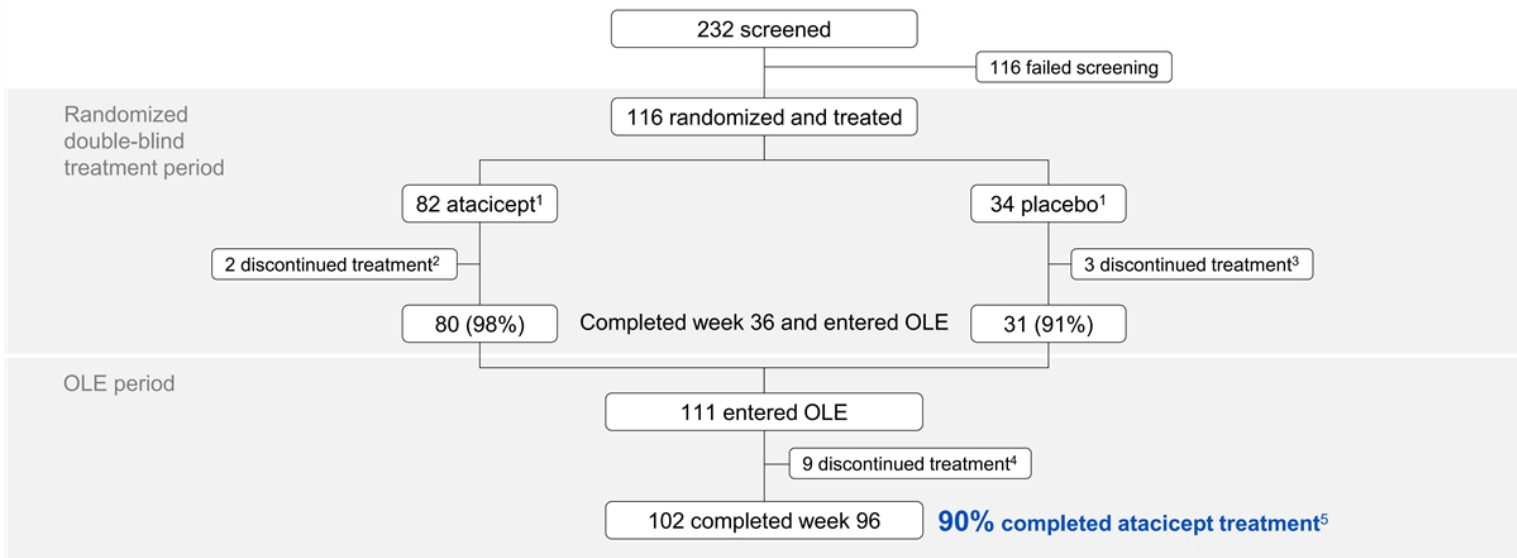 232 screened
116 failed screening
Randomized
double-blind
treatment period
116 randomized and treated
82 atacicept¹
34 placebo¹
2 discontinued treatment²
3 discontinued treatment³
80 (98%)
Completed week 36 and entered OLE
31 (91%)
OLE period
111 entered OLE
9 discontinued treatment⁴
102 completed week 96
90% completed atacicept treatment⁵